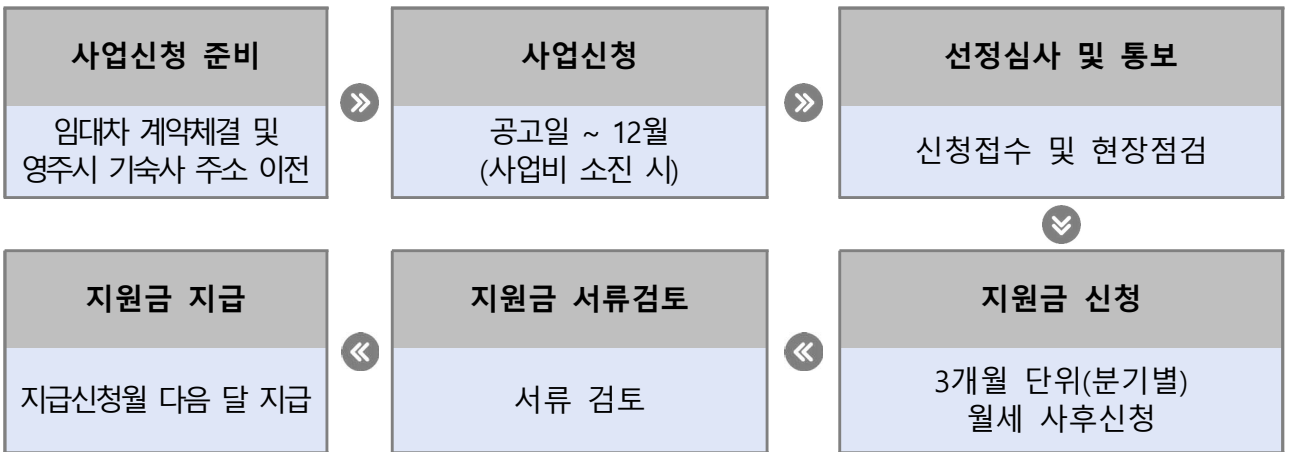 사업신청 준비
임대차 계약체결 및
영주시 기숙사 주소 이전
사업신청
공고일 ~ 12월
(사업비 소진 시)
선정심사 및 통보
신청접수 및 현장점검
지원금 신청
3개월 단위(분기별)
월세 사후신청
지원금 서류검토
서류 검토
지원금 지급
지급신청월 다음 달 지급